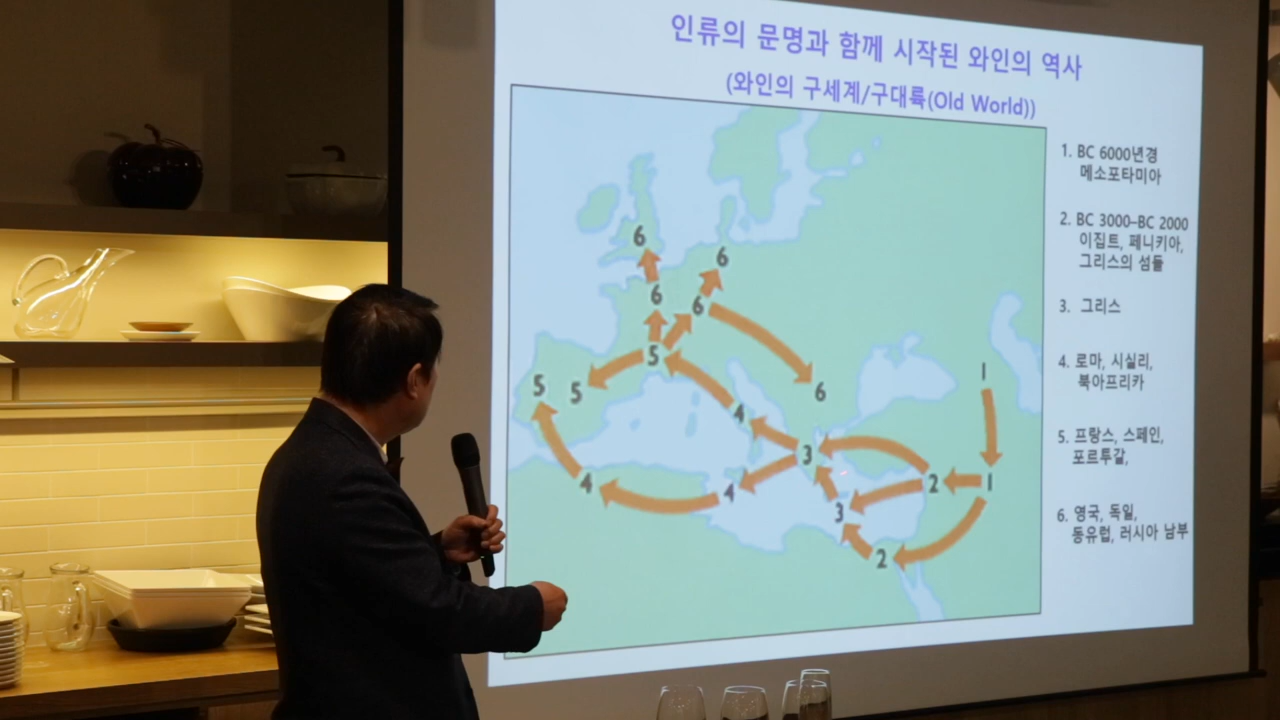 인류의 문명과 함께 시작된 와인의 역사
(와인의 구세계/구대륙(Old World))
1. BC 6000년경
메소포타미아
2. BC 3000–BC 2000
이집트, 페니키아,
그리스의 섬들
3. 그리스
4. 로마, 시실리,
북아프리카
5. 프랑스, 스페인,
포르투갈,
6. 영국, 독일,
동유럽, 러시아 남부
6
6
6
6
5
5
5
6
1
4
3
4
4
2
1
3
2